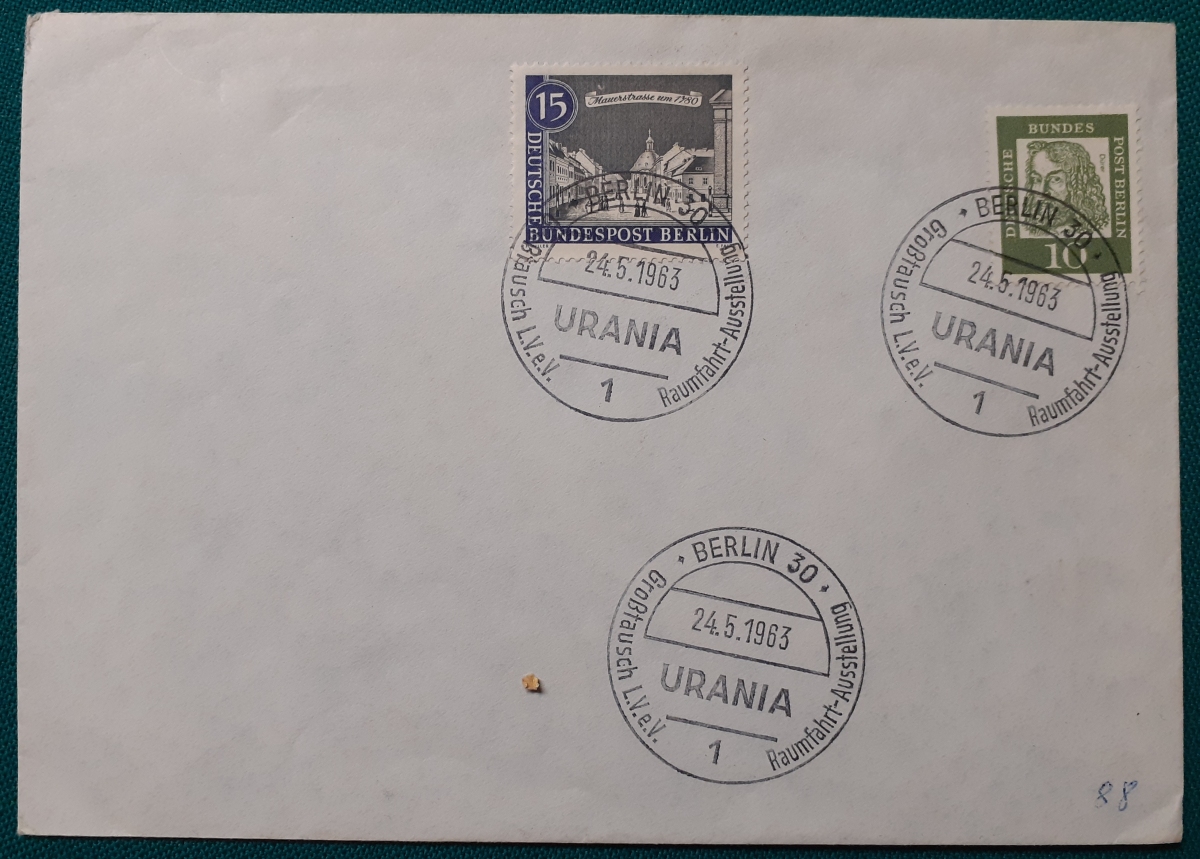 15
Mauerstrasse um 1780
DEUTSCHE
BUNDESPOST BERLIN
DEUTSCHE
BUNDES
POST BERLIN
Dürer
10
BERLIN 30
24.5.1963
URANIA
1
Großtausch L.V.e.V.
Raumfahrt-Ausstellung
BERLIN 30
24.5.1963
URANIA
1
Großtausch L.V.e.V.
Raumfahrt-Ausstellung
BERLIN 30
24.5.1963
URANIA
1
Großtausch L.V.e.V.
Raumfahrt-Ausstellung
88